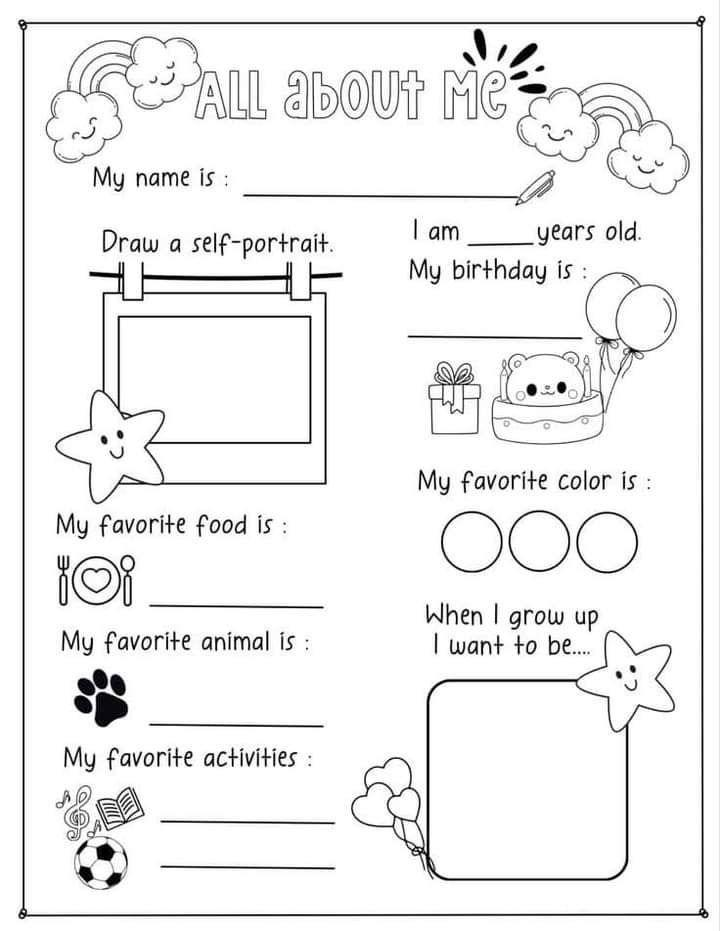 All about Me
My name is :
Draw a self-portrait.
I am _____ years old.
My birthday is :
My favorite color is :
My favorite food is :
My favorite animal is :
My favorite activities :
When I grow up
I want to be....